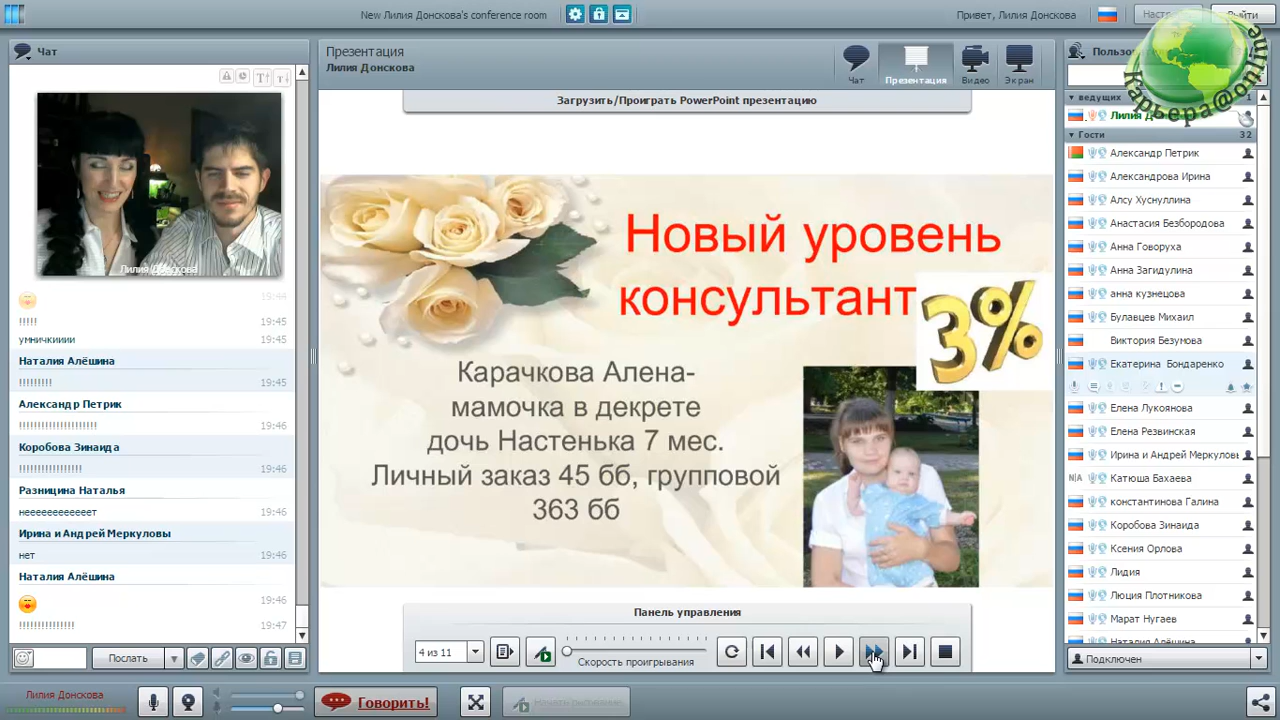 New Лилия Донскова's conference room
Привет, Лилия Донскова
Выйти
Карьера@online
Чат
Лилия Донскова
19:44
!!!!!
19:45
умничкииии
19:45
Наталия Алёшина
!!!!!!!!!
19:45
Александр Петрик
!!!!!!!!!!!!!!!!!!!!!
19:46
Коробова Зинаида
!!!!!!!!!!!!!!!!!
19:46
Разницина Наталья
нееееееееееет
19:46
Ирина и Андрей Меркуловы
нет
19:46
Наталия Алёшина
19:46
!!!!!!!!!!!!!!!
19:47
Послать
Презентация
Лилия Донскова
Чат
Презентация
Видео
Экран
Загрузить/Проиграть PowerPoint презентацию
Новый уровень
консультант
3%
Карачкова Алена-
мамочка в декрете
дочь Настенька 7 мес.
Личный заказ 45 бб, групповой
363 бб
Панель управления
4 из 11
Скорость проигрывания
ведущих 1
Гости 32
Александр Петрик
Александрова Ирина
Алсу Хуснуллина
Анастасия Безбородова
Анна Говоруха
Анна Загидулина
анна кузнецова
Булавцев Михаил
Виктория Безумова
Екатерина Бондаренко
Елена Лукоянова
Елена Резвинская
Ирина и Андрей Меркуловь
N/A Катюша Бахаева
константинова Галина
Коробова Зинаида
Ксения Орлова
Лидия
Люция Плотникова
Марат Нугаев
Подключен
Лилия Донскова
Говорить!